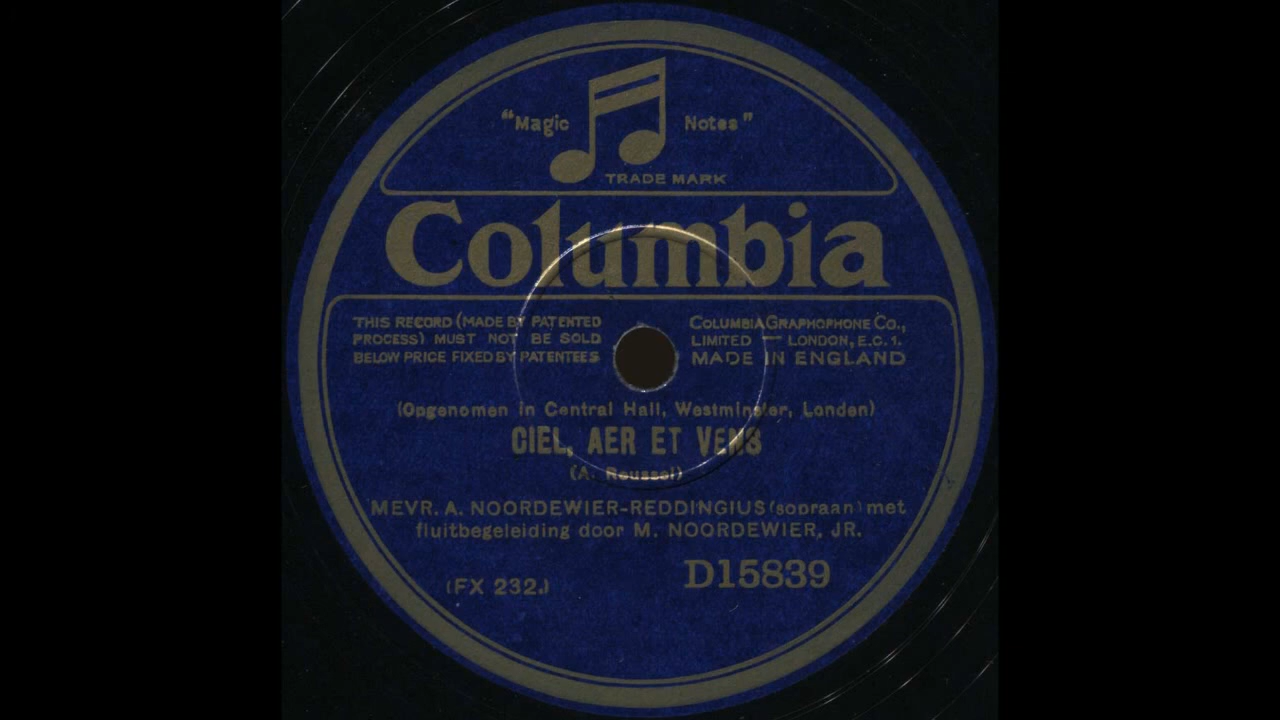 "Magic Notes"
TRADE MARK
Columbia
THIS RECORD (MADE BY PATENTED
PROCESS) MUST NOT BE SOLD
BELOW PRICE FIXED BY PATENTEES
COLUMBIA GRAPHOPHONE CO.,
LIMITED — LONDON, E.C.1.
MADE IN ENGLAND
(Opgenomen in Central Hall, Westminster, Londen)
CIEL, AER ET VENS
(A. Roussel)
MEVR. A. NOORDEWIER-REDDINGIUS (sopraan) met
fluitbegeleiding door M. NOORDEWIER, JR.
D15839
(FX 232.)